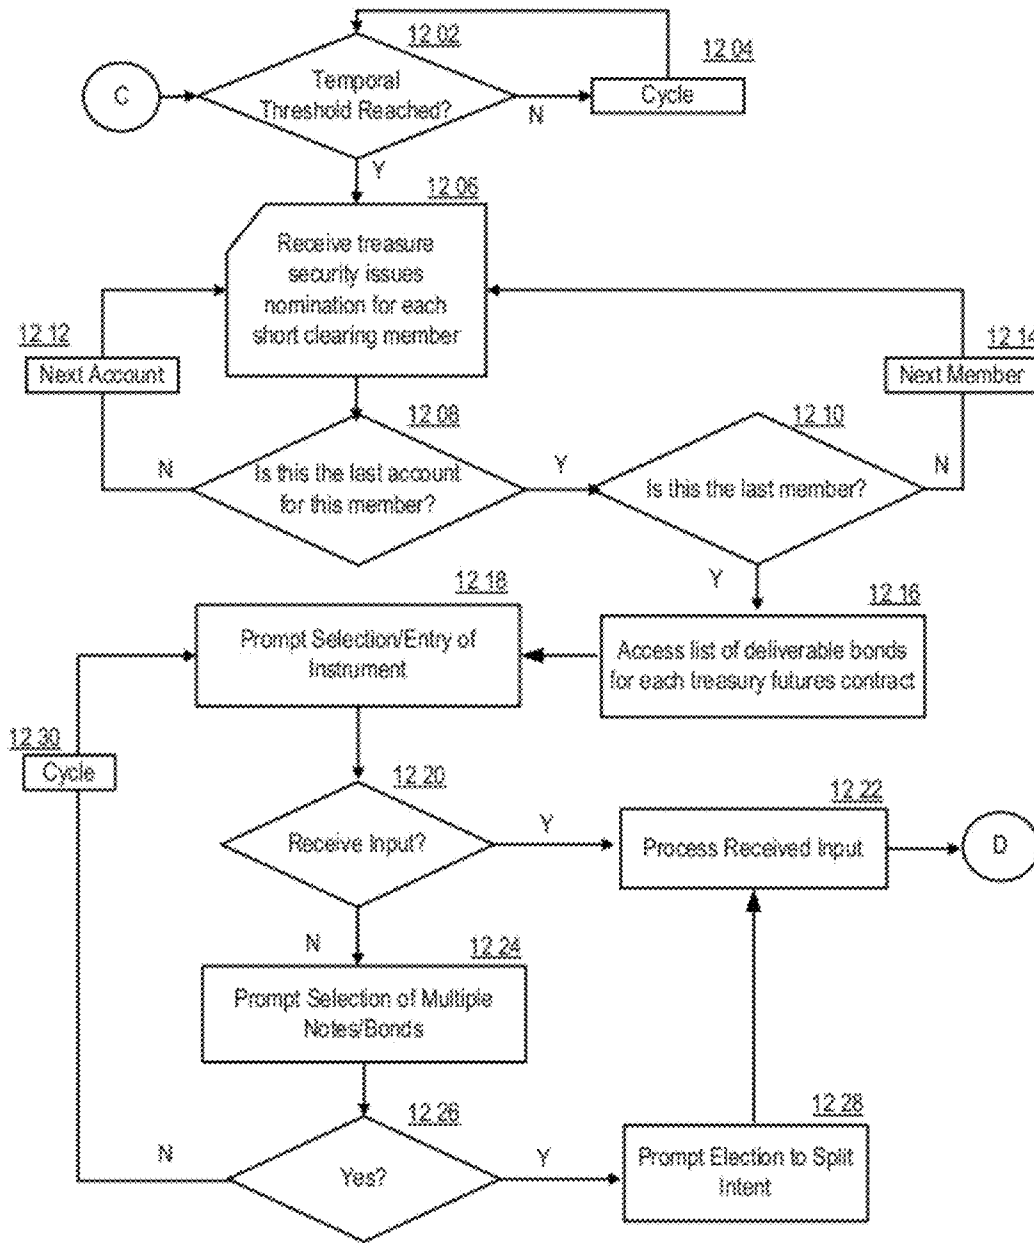 12.02
12.04
C
Temporal
Threshold Reached?
N
Cycle
Y
12.06
Receive treasure
security issues
nomination for each
short clearing member
12.12
Next Account
12.14
Next Member
12.08
12.10
N
Is this the last account
for this member?
Y
Is this the last member?
N
Y
12.18
12.16
Prompt Selection/Entry of
Instrument
Access list of deliverable bonds
for each treasury futures contract
12.30
Cycle
12.20
12.22
Receive Input?
Y
Process Received Input
D
N
12.24
Prompt Selection of Multiple
Notes/Bonds
12.26
12.28
N
Yes?
Y
Prompt Election to Split
Intent